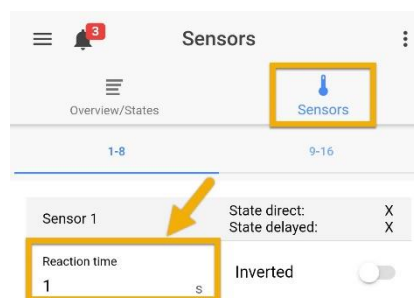 3 Sensors
Overview/States Sensors
1-8 9-16
Sensor 1 State direct: X
State delayed: X
Reaction time
1 s Inverted